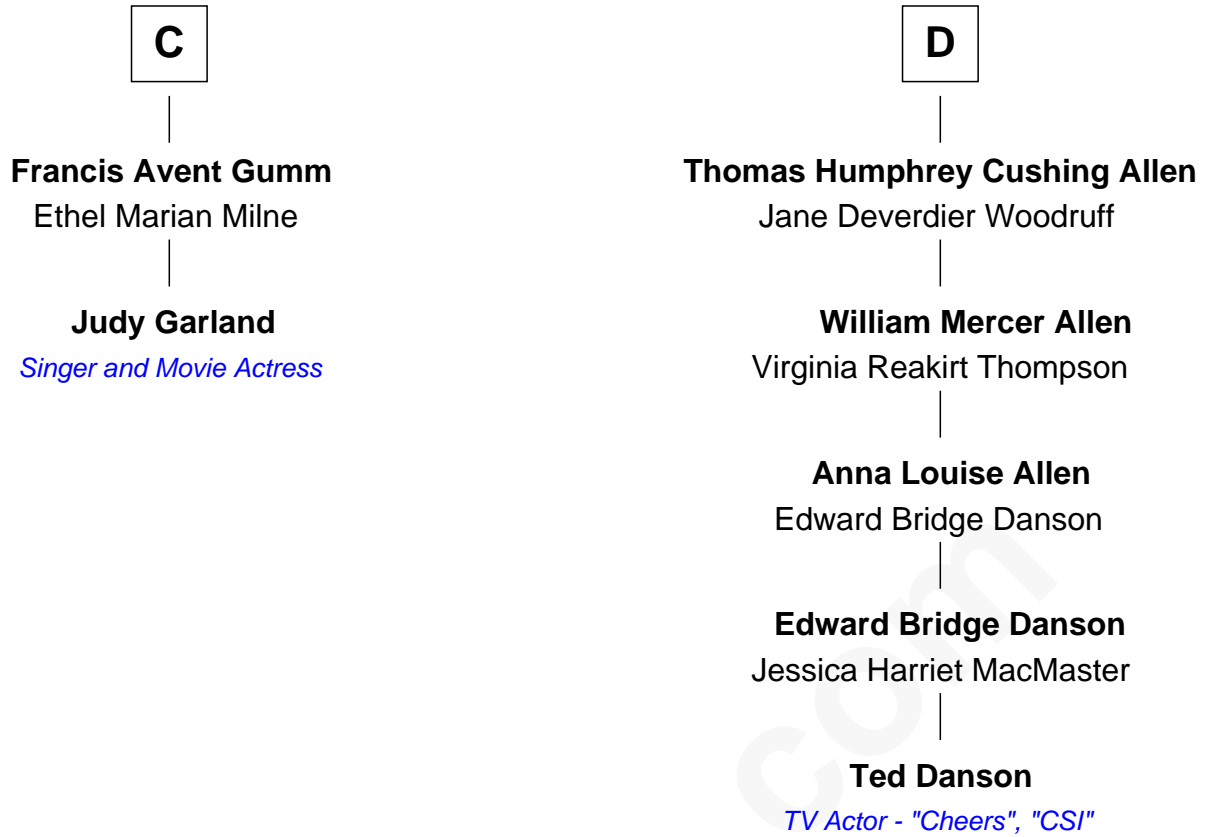 C
Francis Avent Gumm
Ethel Marian Milne
Judy Garland
Singer and Movie Actress
D
Thomas Humphrey Cushing Allen
Jane Deverdier Woodruff
William Mercer Allen
Virginia Reakirt Thompson
Anna Louise Allen
Edward Bridge Danson
Edward Bridge Danson
Jessica Harriet MacMaster
Ted Danson
TV Actor - "Cheers", "CSI"
com